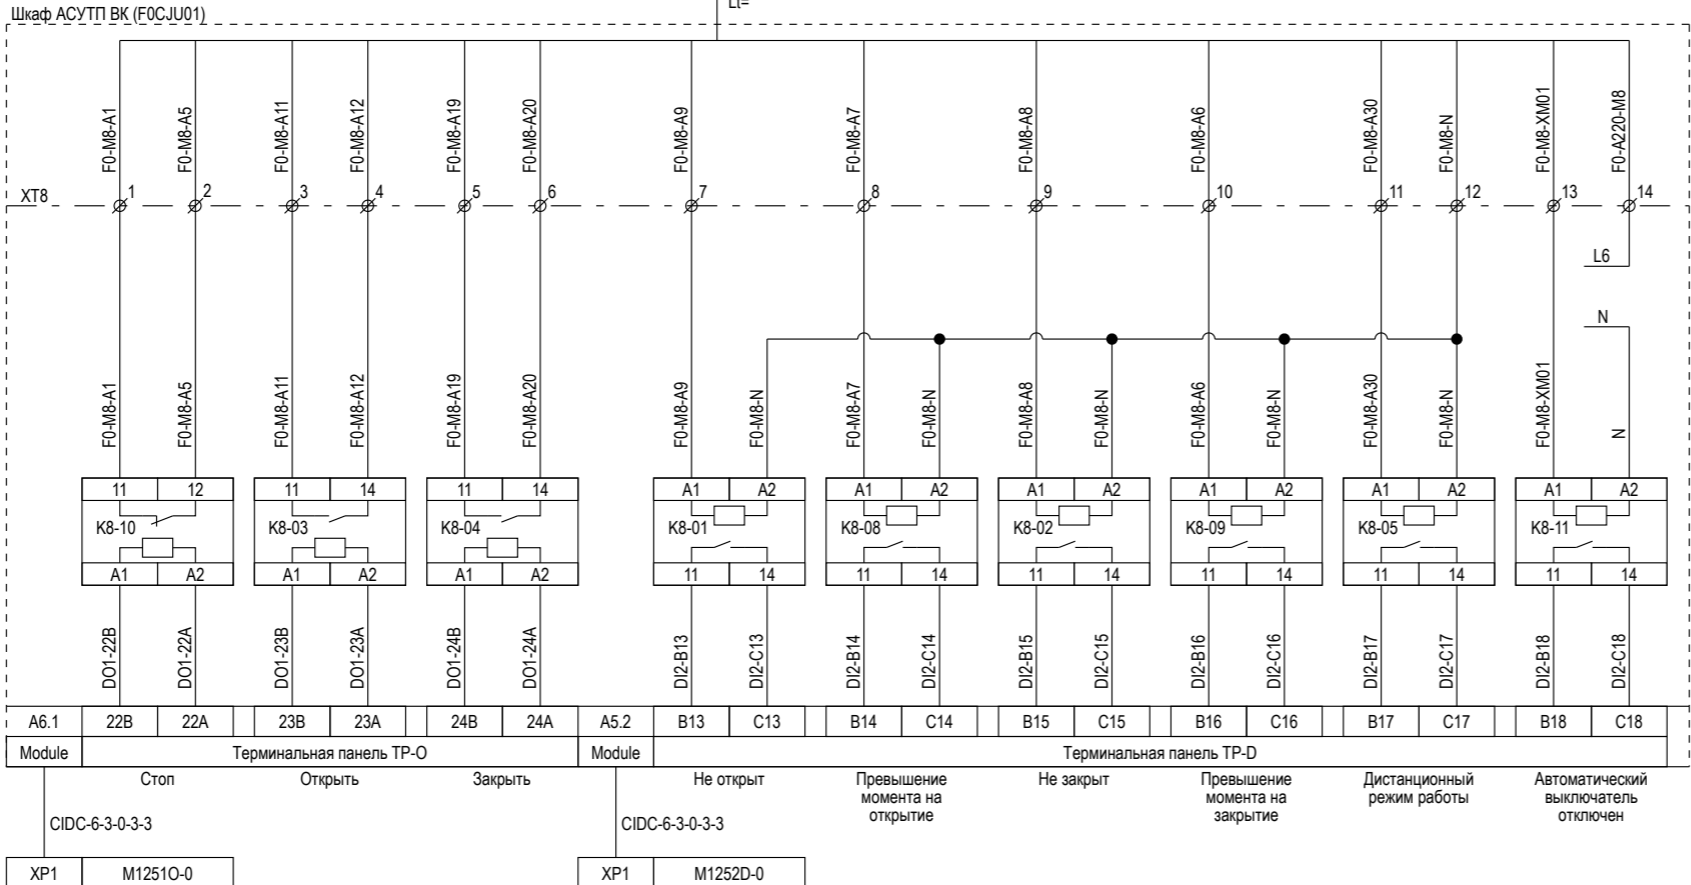 Lt=
Шкаф АСУТП ВК (F0CJU01)
F0-M8-A1 F0-M8-A5 F0-M8-A11 F0-M8-A12 F0-M8-A19 F0-M8-A20 F0-M8-A9 F0-M8-A7 F0-M8-A8 F0-M8-A6 F0-M8-A30 F0-M8-N F0-M8-XM01 F0-A220-M8
XT8 1 2 3 4 5 6 7 8 9 10 11 12 13 14
L6
N
F0-M8-A1 F0-M8-A5 F0-M8-A11 F0-M8-A12 F0-M8-A19 F0-M8-A20 F0-M8-A9 F0-M8-N F0-M8-A7 F0-M8-N F0-M8-A8 F0-M8-N F0-M8-A6 F0-M8-N F0-M8-A30 F0-M8-N F0-M8-XM01 N
11 12 11 14 11 14 A1 A2 A1 A2 A1 A2 A1 A2 A1 A2 A1 A2
K8-10 K8-03 K8-04 K8-01 K8-08 K8-02 K8-09 K8-05 K8-11
A1 A2 A1 A2 A1 A2 11 14 11 14 11 14 11 14 11 14 11 14
DO1-22B DO1-22A DO1-23B DO1-23A DO1-24B DO1-24A DI2-B13 DI2-C13 DI2-B14 DI2-C14 DI2-B15 DI2-C15 DI2-B16 DI2-C16 DI2-B17 DI2-C17 DI2-B18 DI2-C18
A6.1 22B 22A 23B 23A 24B 24A A5.2 B13 C13 B14 C14 B15 C15 B16 C16 B17 C17 B18 C18
Module Терминальная панель TP-O Module Терминальная панель TP-D
Стоп Открыть Закрыть Не открыт Превышение Не закрыт Превышение Дистанционный Автоматический
момента на момента на режим работы выключатель
открытие закрытие отключен
CIDC-6-3-0-3-3 CIDC-6-3-0-3-3
XP1 M1251O-0 XP1 M1252D-0